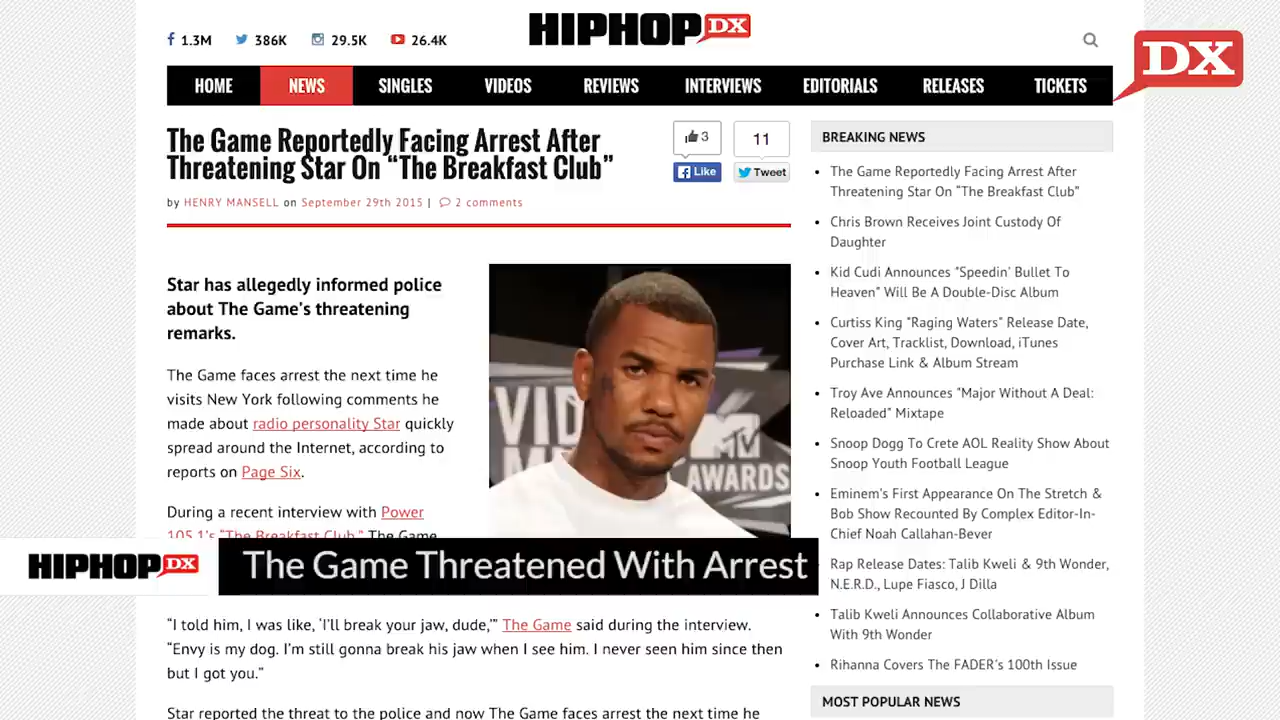 1.3M 386K 29.5K 26.4K
HIPHOPDX
DX
HOME NEWS SINGLES VIDEOS REVIEWS INTERVIEWS EDITORIALS RELEASES TICKETS
The Game Reportedly Facing Arrest After
Threatening Star On “The Breakfast Club”
3
11
Like
Tweet
by HENRY MANSELL on September 29th 2015 | 2 comments
Star has allegedly informed police
about The Game's threatening
remarks.
The Game faces arrest the next time he
visits New York following comments he
made about radio personality Star quickly
spread around the Internet, according to
reports on Page Six.
During a recent interview with Power
105.1's “The Breakfast Club,” The Game
VID
M
MTV
AWARDS
HIPHOPDX
The Game Threatened With Arrest
“I told him, I was like, ‘I’ll break your jaw, dude,’” The Game said during the interview.
“Envy is my dog. I’m still gonna break his jaw when I see him. I never seen him since then
but I got you.”
Star reported the threat to the police and now The Game faces arrest the next time he
BREAKING NEWS
The Game Reportedly Facing Arrest After
Threatening Star On “The Breakfast Club”
Chris Brown Receives Joint Custody Of
Daughter
Kid Cudi Announces "Speedin' Bullet To
Heaven" Will Be A Double-Disc Album
Curtiss King "Raging Waters" Release Date,
Cover Art, Tracklist, Download, iTunes
Purchase Link & Album Stream
Troy Ave Announces "Major Without A Deal:
Reloaded" Mixtape
Snoop Dogg To Crete AOL Reality Show About
Snoop Youth Football League
Eminem's First Appearance On The Stretch &
Bob Show Recounted By Complex Editor-In-
Chief Noah Callahan-Bever
Rap Release Dates: Talib Kweli & 9th Wonder,
N.E.R.D., Lupe Fiasco, J Dilla
Talib Kweli Announces Collaborative Album
With 9th Wonder
Rihanna Covers The FADER's 100th Issue
MOST POPULAR NEWS